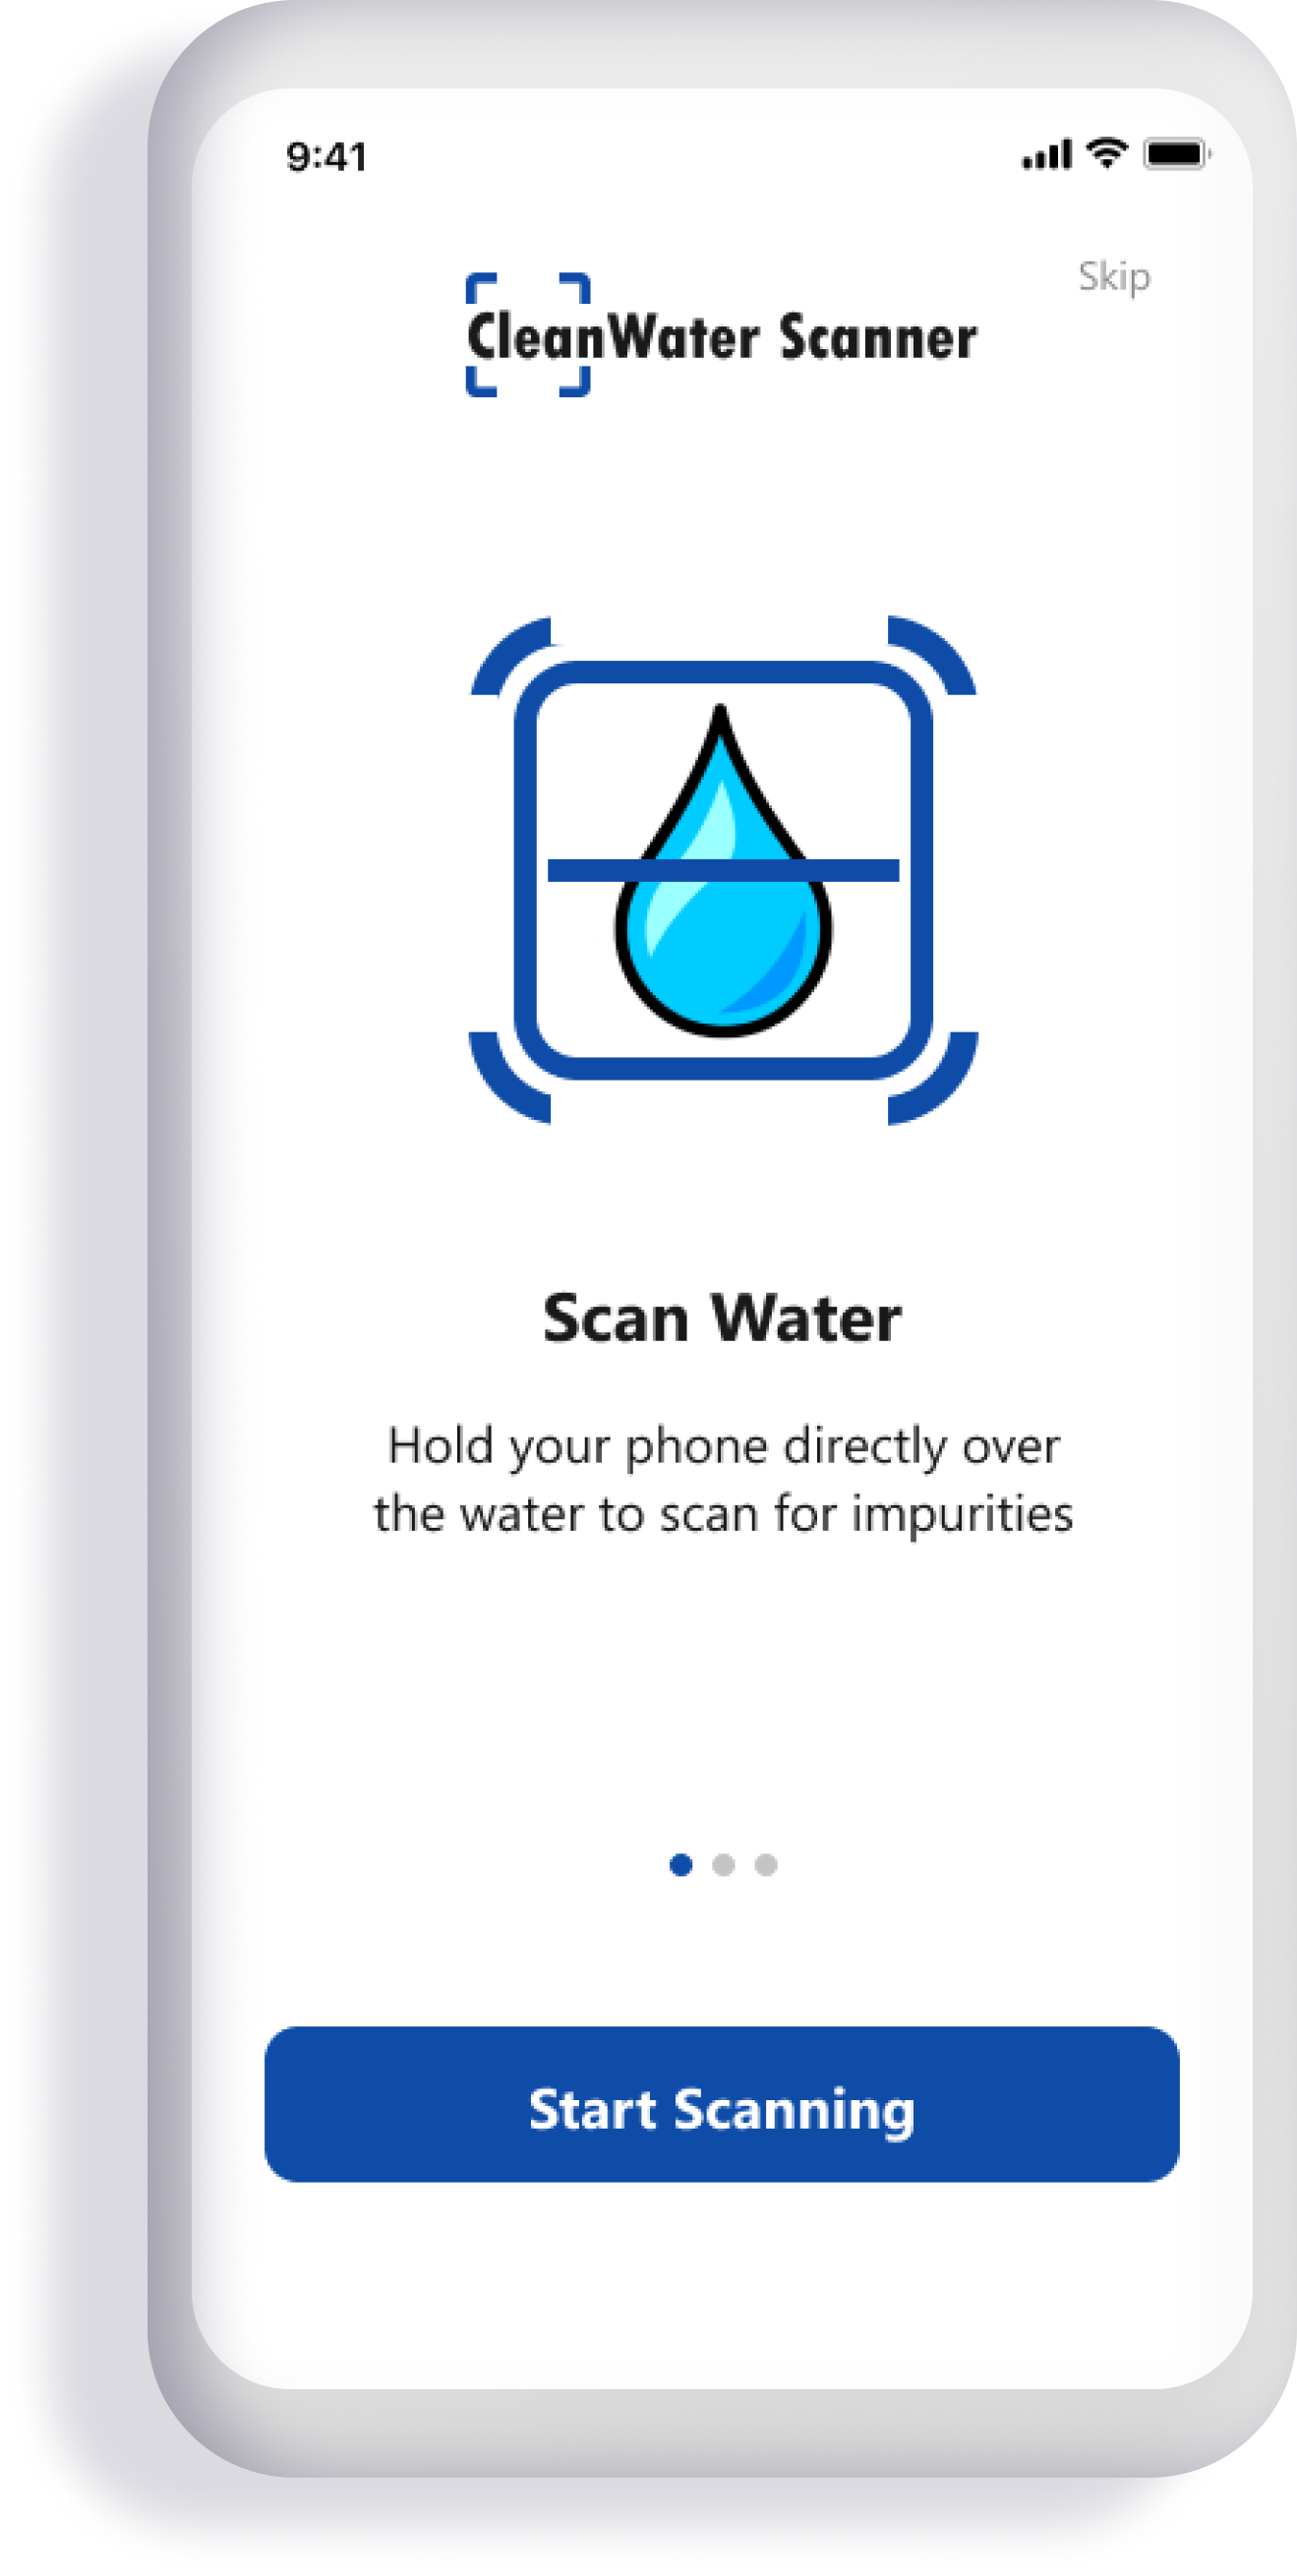 9:41
Skip
CleanWater Scanner
Scan Water
Hold your phone directly over
the water to scan for impurities
Start Scanning